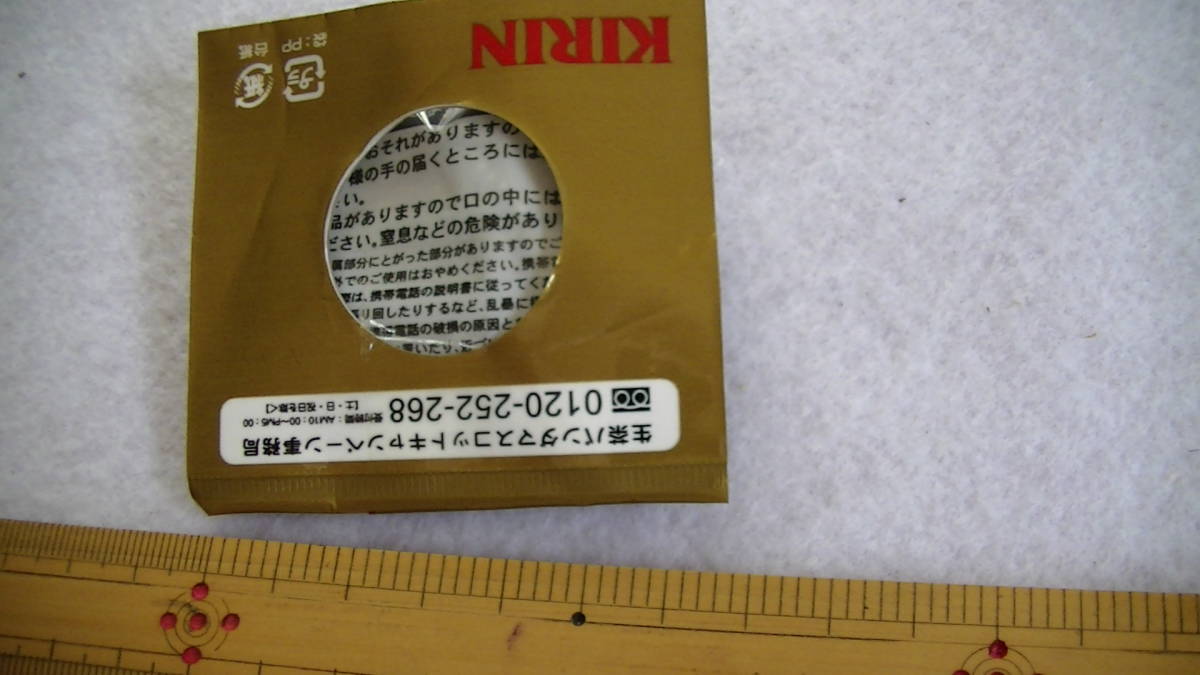 KIRIN
袋:PP 台紙
プラ 紙
おそれがありますの
様の手の届くところには
い。
品がありますので口の中には
ださい。窒息などの危険があり
属部分にとがった部分がありますのでご
外でのご使用はおやめください。携帯
は、携帯電話の説明書に従ってくだ
り回したりするなど、乱暴に
電話の破損の原因と
生茶パンダマスコットキャンペーン事務局
0120-252-268 受付時間:AM10:00〜PM5:00
[土・日・祝日を除く]